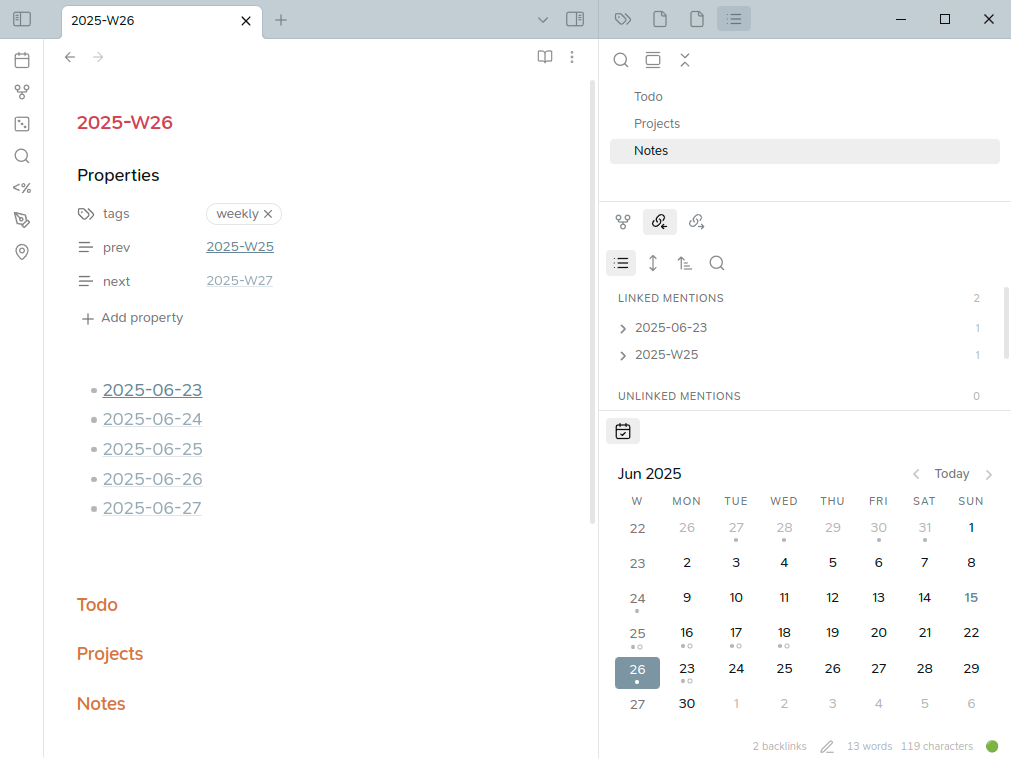 2025-W26
2025-W26
Properties
tags weekly
prev 2025-W25
next 2025-W27
Add property
2025-06-23
2025-06-24
2025-06-25
2025-06-26
2025-06-27
Todo
Projects
Notes
<%
Todo
Projects
Notes
LINKED MENTIONS 2
2025-06-23 1
2025-W25 1
UNLINKED MENTIONS 0
Jun 2025 Today
W MON TUE WED THU FRI SAT SUN
22 26 27 28 29 30 31 1
23 2 3 4 5 6 7 8
24 9 10 11 12 13 14 15
25 16 17 18 19 20 21 22
26 23 24 25 26 27 28 29
27 30 1 2 3 4 5 6
2 backlinks 13 words 119 characters